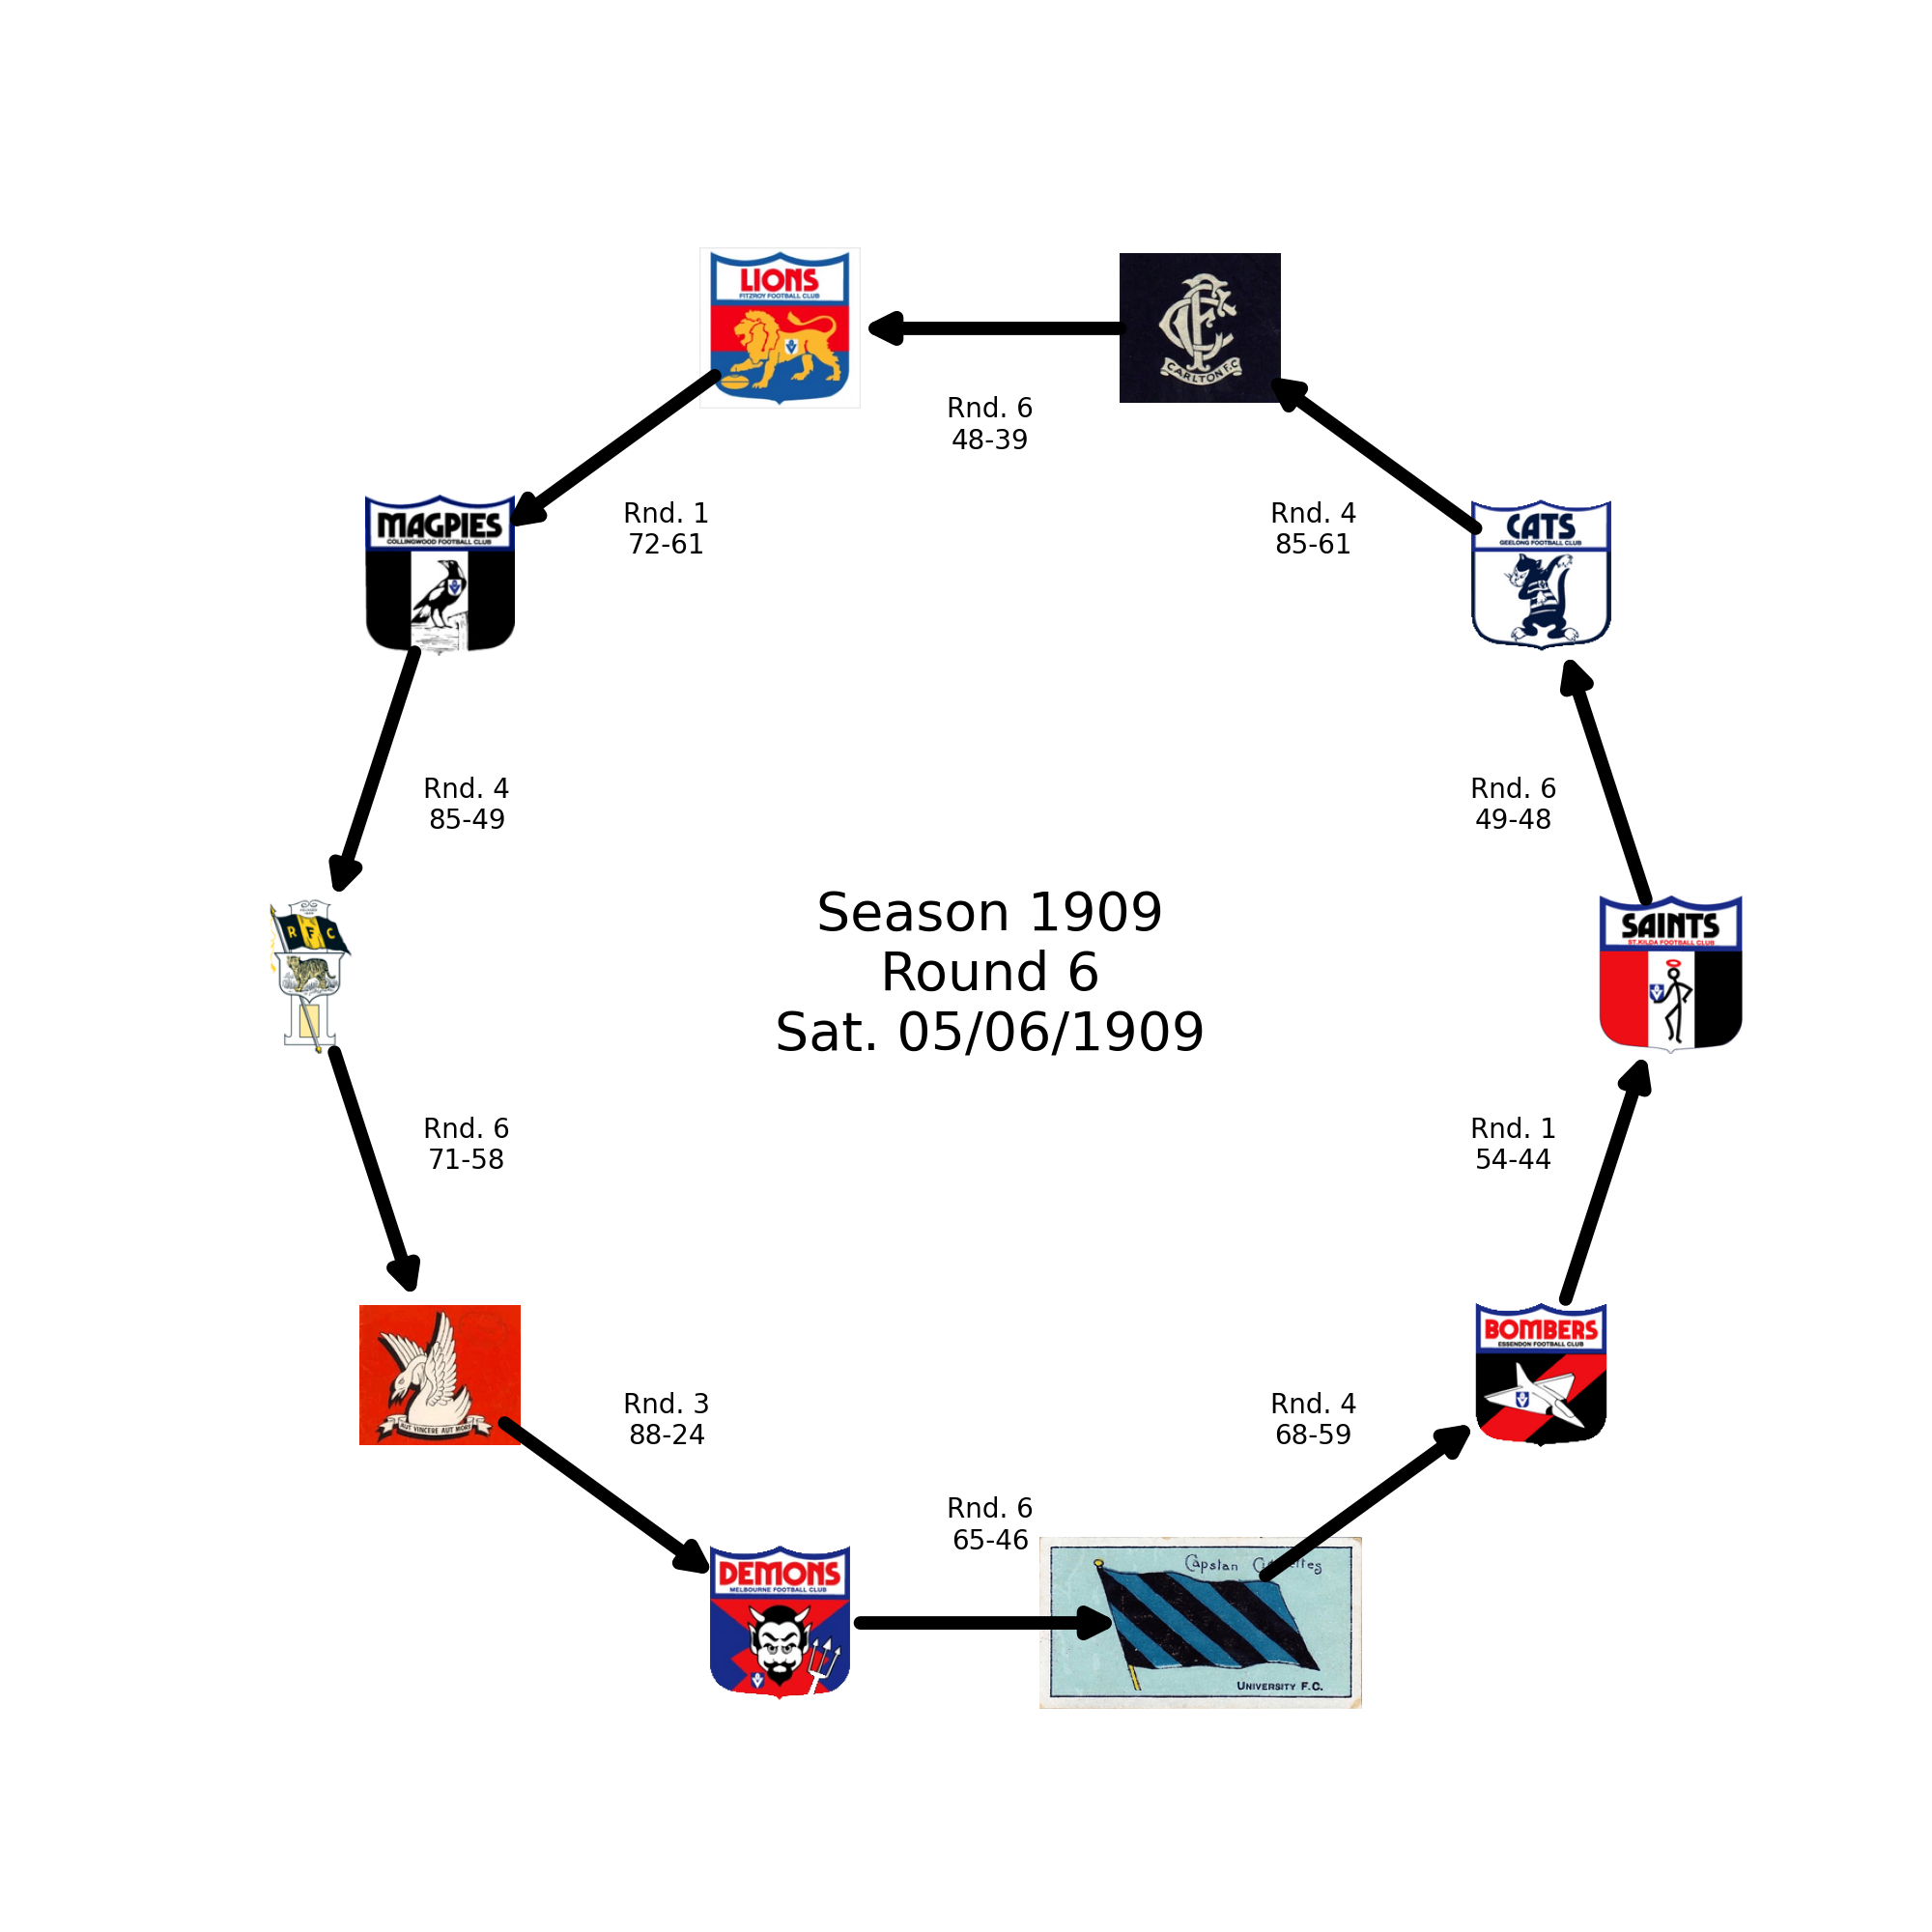 LIONS
FITZROY FOOTBALL CLUB
CARLTON F.C
Rnd. 6
48-39
MAGPIES
COLLINGWOOD FOOTBALL CLUB
Rnd. 1
72-61
Rnd. 4
85-61
CATS
GEELONG FOOTBALL CLUB
Rnd. 4
85-49
Rnd. 6
49-48
R F C
Season 1909
Round 6
Sat. 05/06/1909
SAINTS
ST.KILDA FOOTBALL CLUB
Rnd. 6
71-58
Rnd. 1
54-44
AUT VINCERE AUT MORI
BOMBERS
ESSENDON FOOTBALL CLUB
Rnd. 3
88-24
Rnd. 4
68-59
Rnd. 6
65-46
DEMONS
MELBOURNE FOOTBALL CLUB
Capstan
UNIVERSITY F.C.